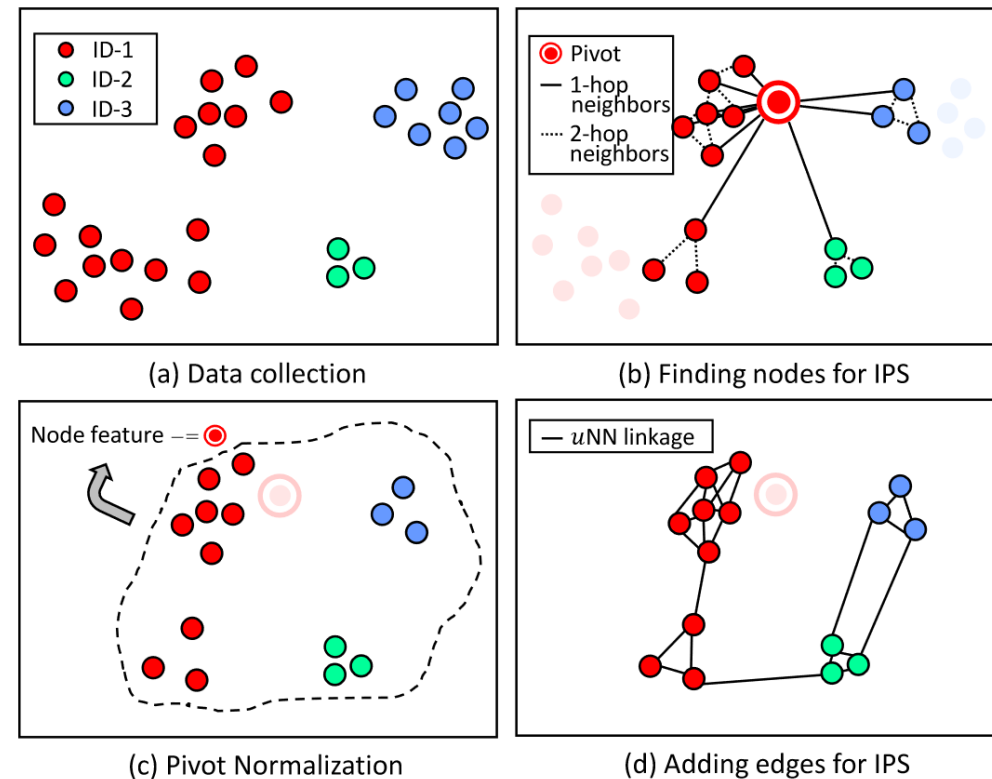 ID-1
ID-2
ID-3
(a) Data collection
Pivot
1-hop
neighbors
2-hop
neighbors
(b) Finding nodes for IPS
Node feature −=
(c) Pivot Normalization
uNN linkage
(d) Adding edges for IPS